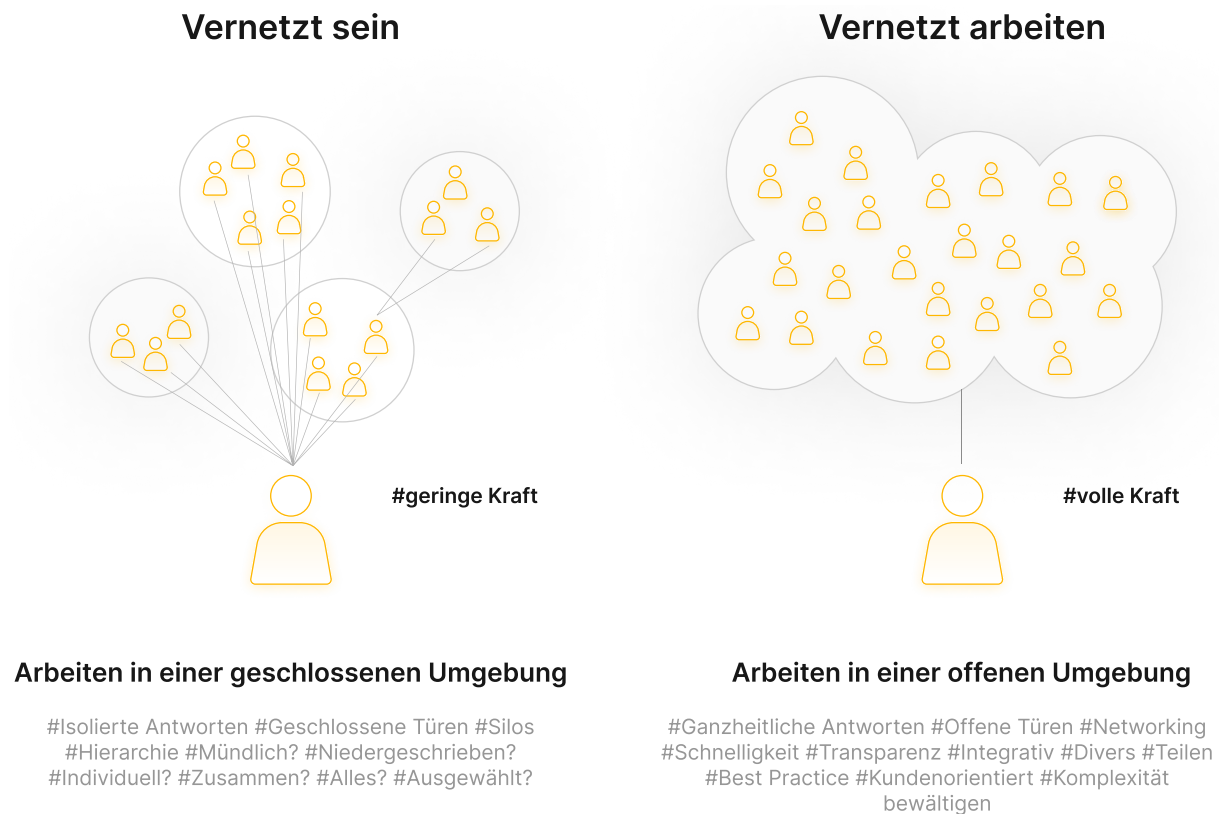 Vernetzt sein
Vernetzt arbeiten
#geringe Kraft
#volle Kraft
Arbeiten in einer geschlossenen Umgebung
#Isolierte Antworten #Geschlossene Türen #Silos
#Hierarchie #Mündlich? #Niedergeschrieben?
#Individuell? #Zusammen? #Alles? #Ausgewählt?
Arbeiten in einer offenen Umgebung
#Ganzheitliche Antworten #Offene Türen #Networking
#Schnelligkeit #Transparenz #Integrativ #Divers #Teilen
#Best Practice #Kundenorientiert #Komplexität
bewältigen